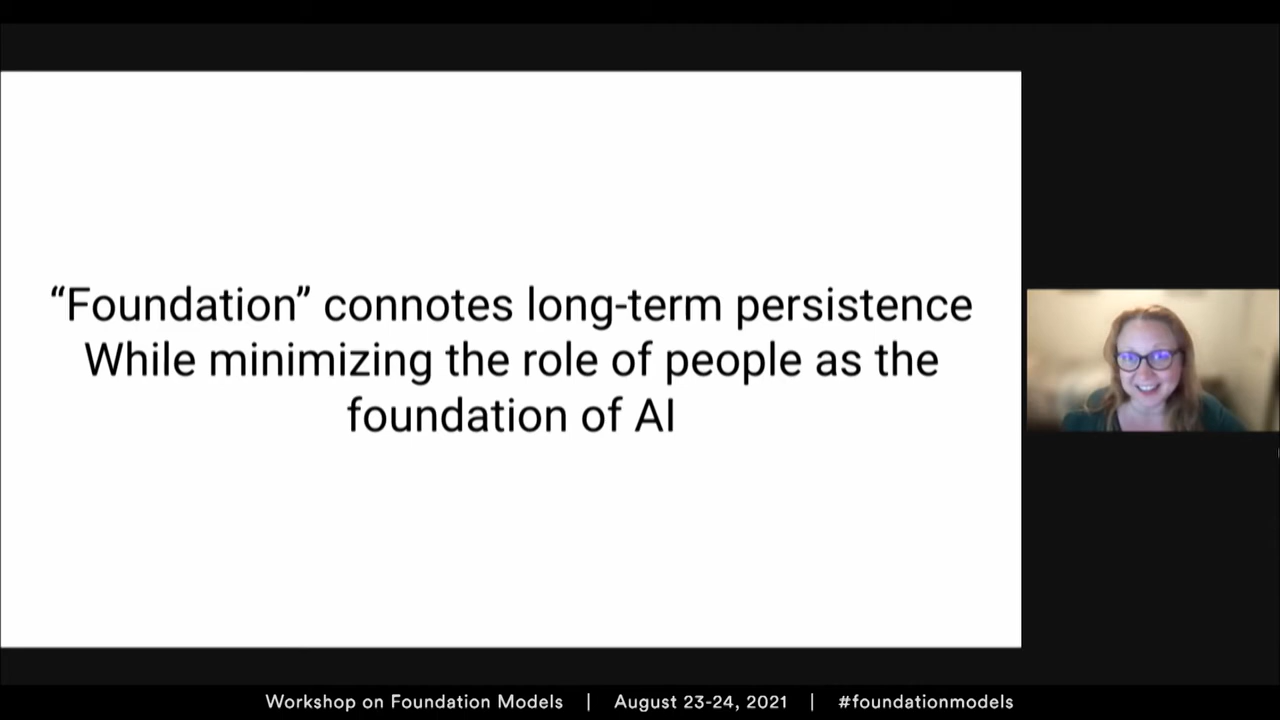 “Foundation” connotes long-term persistence
While minimizing the role of people as the
foundation of AI
Workshop on Foundation Models | August 23-24, 2021 | #foundationmodels